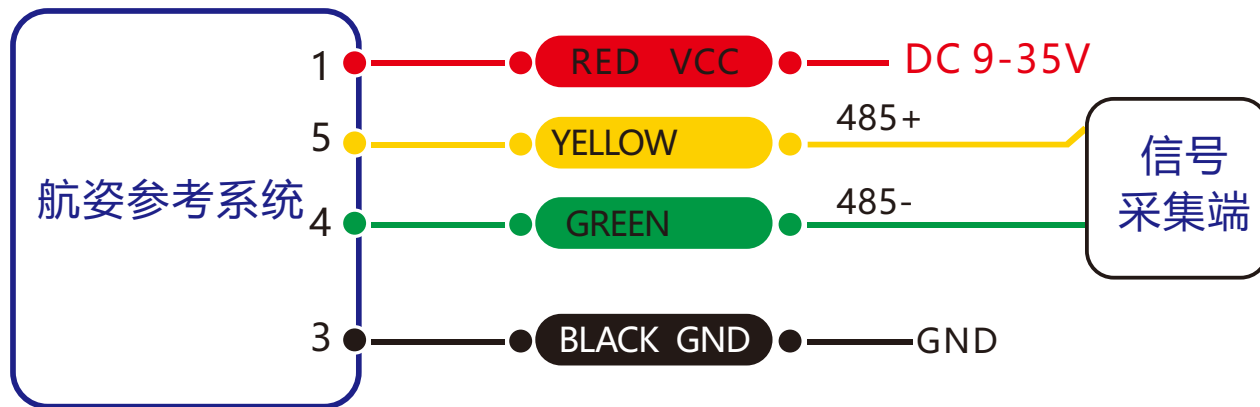 航姿参考系统
1
RED VCC
DC 9-35V
5
YELLOW
485+
4
GREEN
485-
3
BLACK GND
GND
信号
采集端